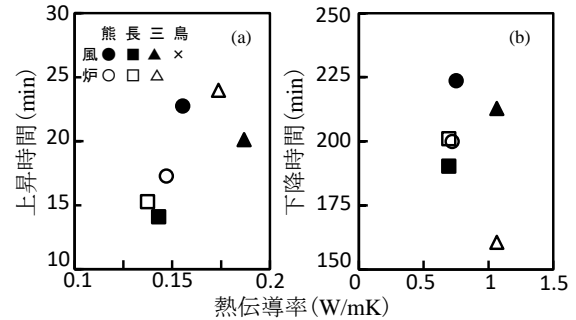 熊 長 三 鳥
風 ● ■ ▲ ×
炉 ○ □ △
(a)
上昇時間(min)
30
25
20
15
10
0.1
0.15
0.2
(b)
下降時間(min)
250
225
200
175
150
0
0.5
1
1.5
熱伝導率(W/mK)